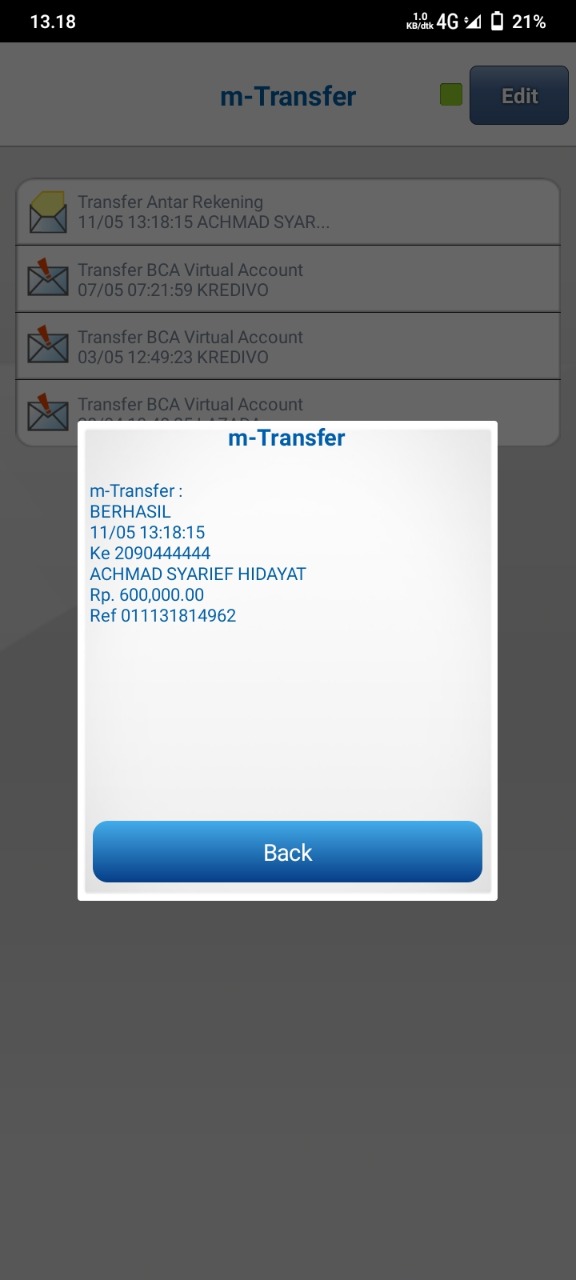 13.18
1.0
KB/dtk
4G
21%
m-Transfer
Edit
Transfer Antar Rekening
11/05 13:18:15 ACHMAD SYAR...
Transfer BCA Virtual Account
07/05 07:21:59 KREDIVO
Transfer BCA Virtual Account
03/05 12:49:23 KREDIVO
Transfer BCA Virtual Account
m-Transfer
m-Transfer :
BERHASIL
11/05 13:18:15
Ke 2090444444
ACHMAD SYARIEF HIDAYAT
Rp. 600,000.00
Ref 011131814962
Back